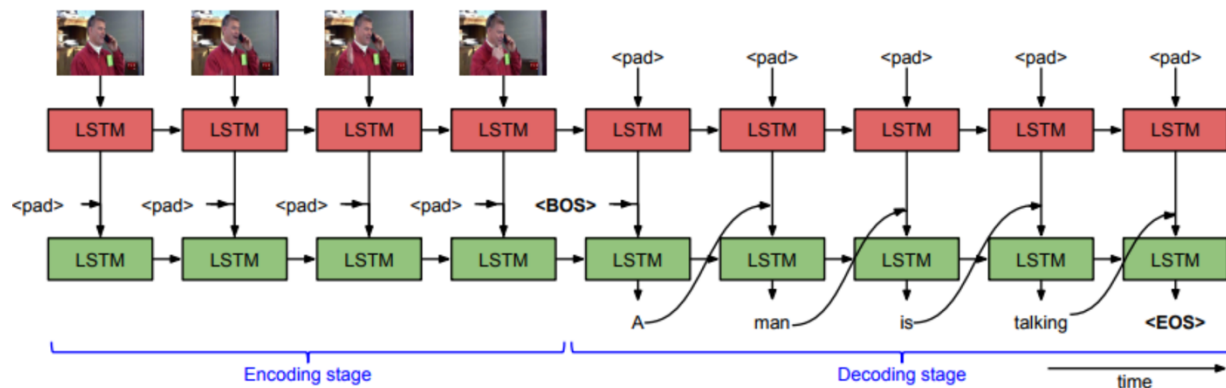 <pad> <pad> <pad> <pad> <pad>
LSTM LSTM LSTM LSTM LSTM LSTM LSTM LSTM LSTM
<pad> <pad> <pad> <pad> <BOS>
LSTM LSTM LSTM LSTM LSTM LSTM LSTM LSTM LSTM
A man is talking <EOS>
Encoding stage Decoding stage
time